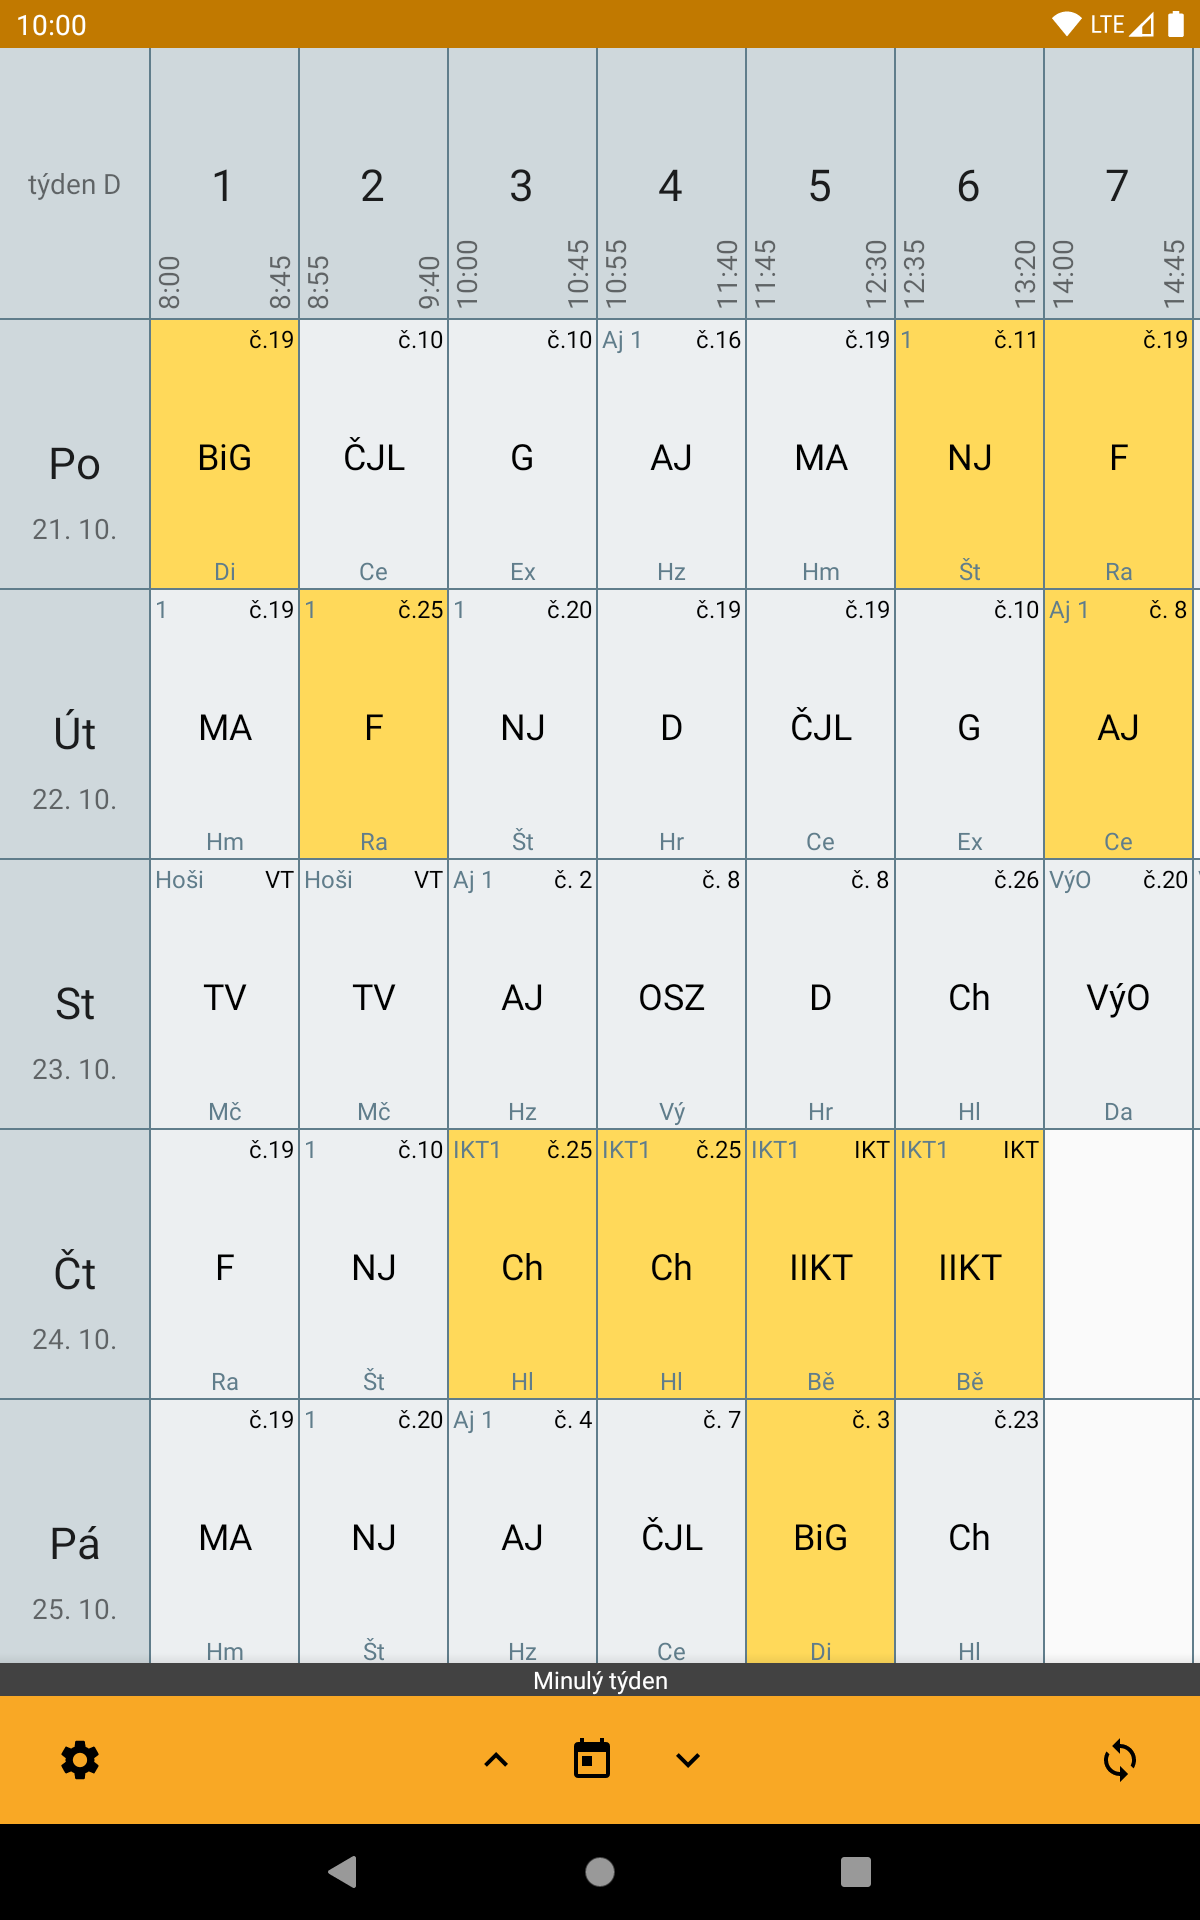 10:00 LTE
týden D
1 2 3 4 5 6 7
8:00 8:45 8:55 9:40 10:00 10:45 10:55 11:40 11:45 12:30 12:35 13:20 14:00 14:45
č.19 č.10 č.10 Aj 1 č.16 č.19 1 č.11 č.19
Po BiG ČJL G AJ MA NJ F
21. 10.
Di Ce Ex Hz Hm Št Ra
1 č.19 1 č.25 1 č.20 č.19 č.19 č.10 Aj 1 č. 8
Út MA F NJ D ČJL G AJ
22. 10.
Hm Ra Št Hr Ce Ex Ce
Hoši VT Hoši VT Aj 1 č. 2 č. 8 č. 8 č.26 VýO č.20
St TV TV AJ OSZ D Ch VýO
23. 10.
Mč Mč Hz Vý Hr Hl Da
č.19 1 č.10 IKT1 č.25 IKT1 č.25 IKT1 IKT IKT1 IKT
Čt F NJ Ch Ch IIKT IIKT
24. 10.
Ra Št Hl Hl Bě Bě
č.19 1 č.20 Aj 1 č. 4 č. 7 č. 3 č.23
Pá MA NJ AJ ČJL BiG Ch
25. 10.
Hm Št Hz Ce Di Hl
Minulý týden